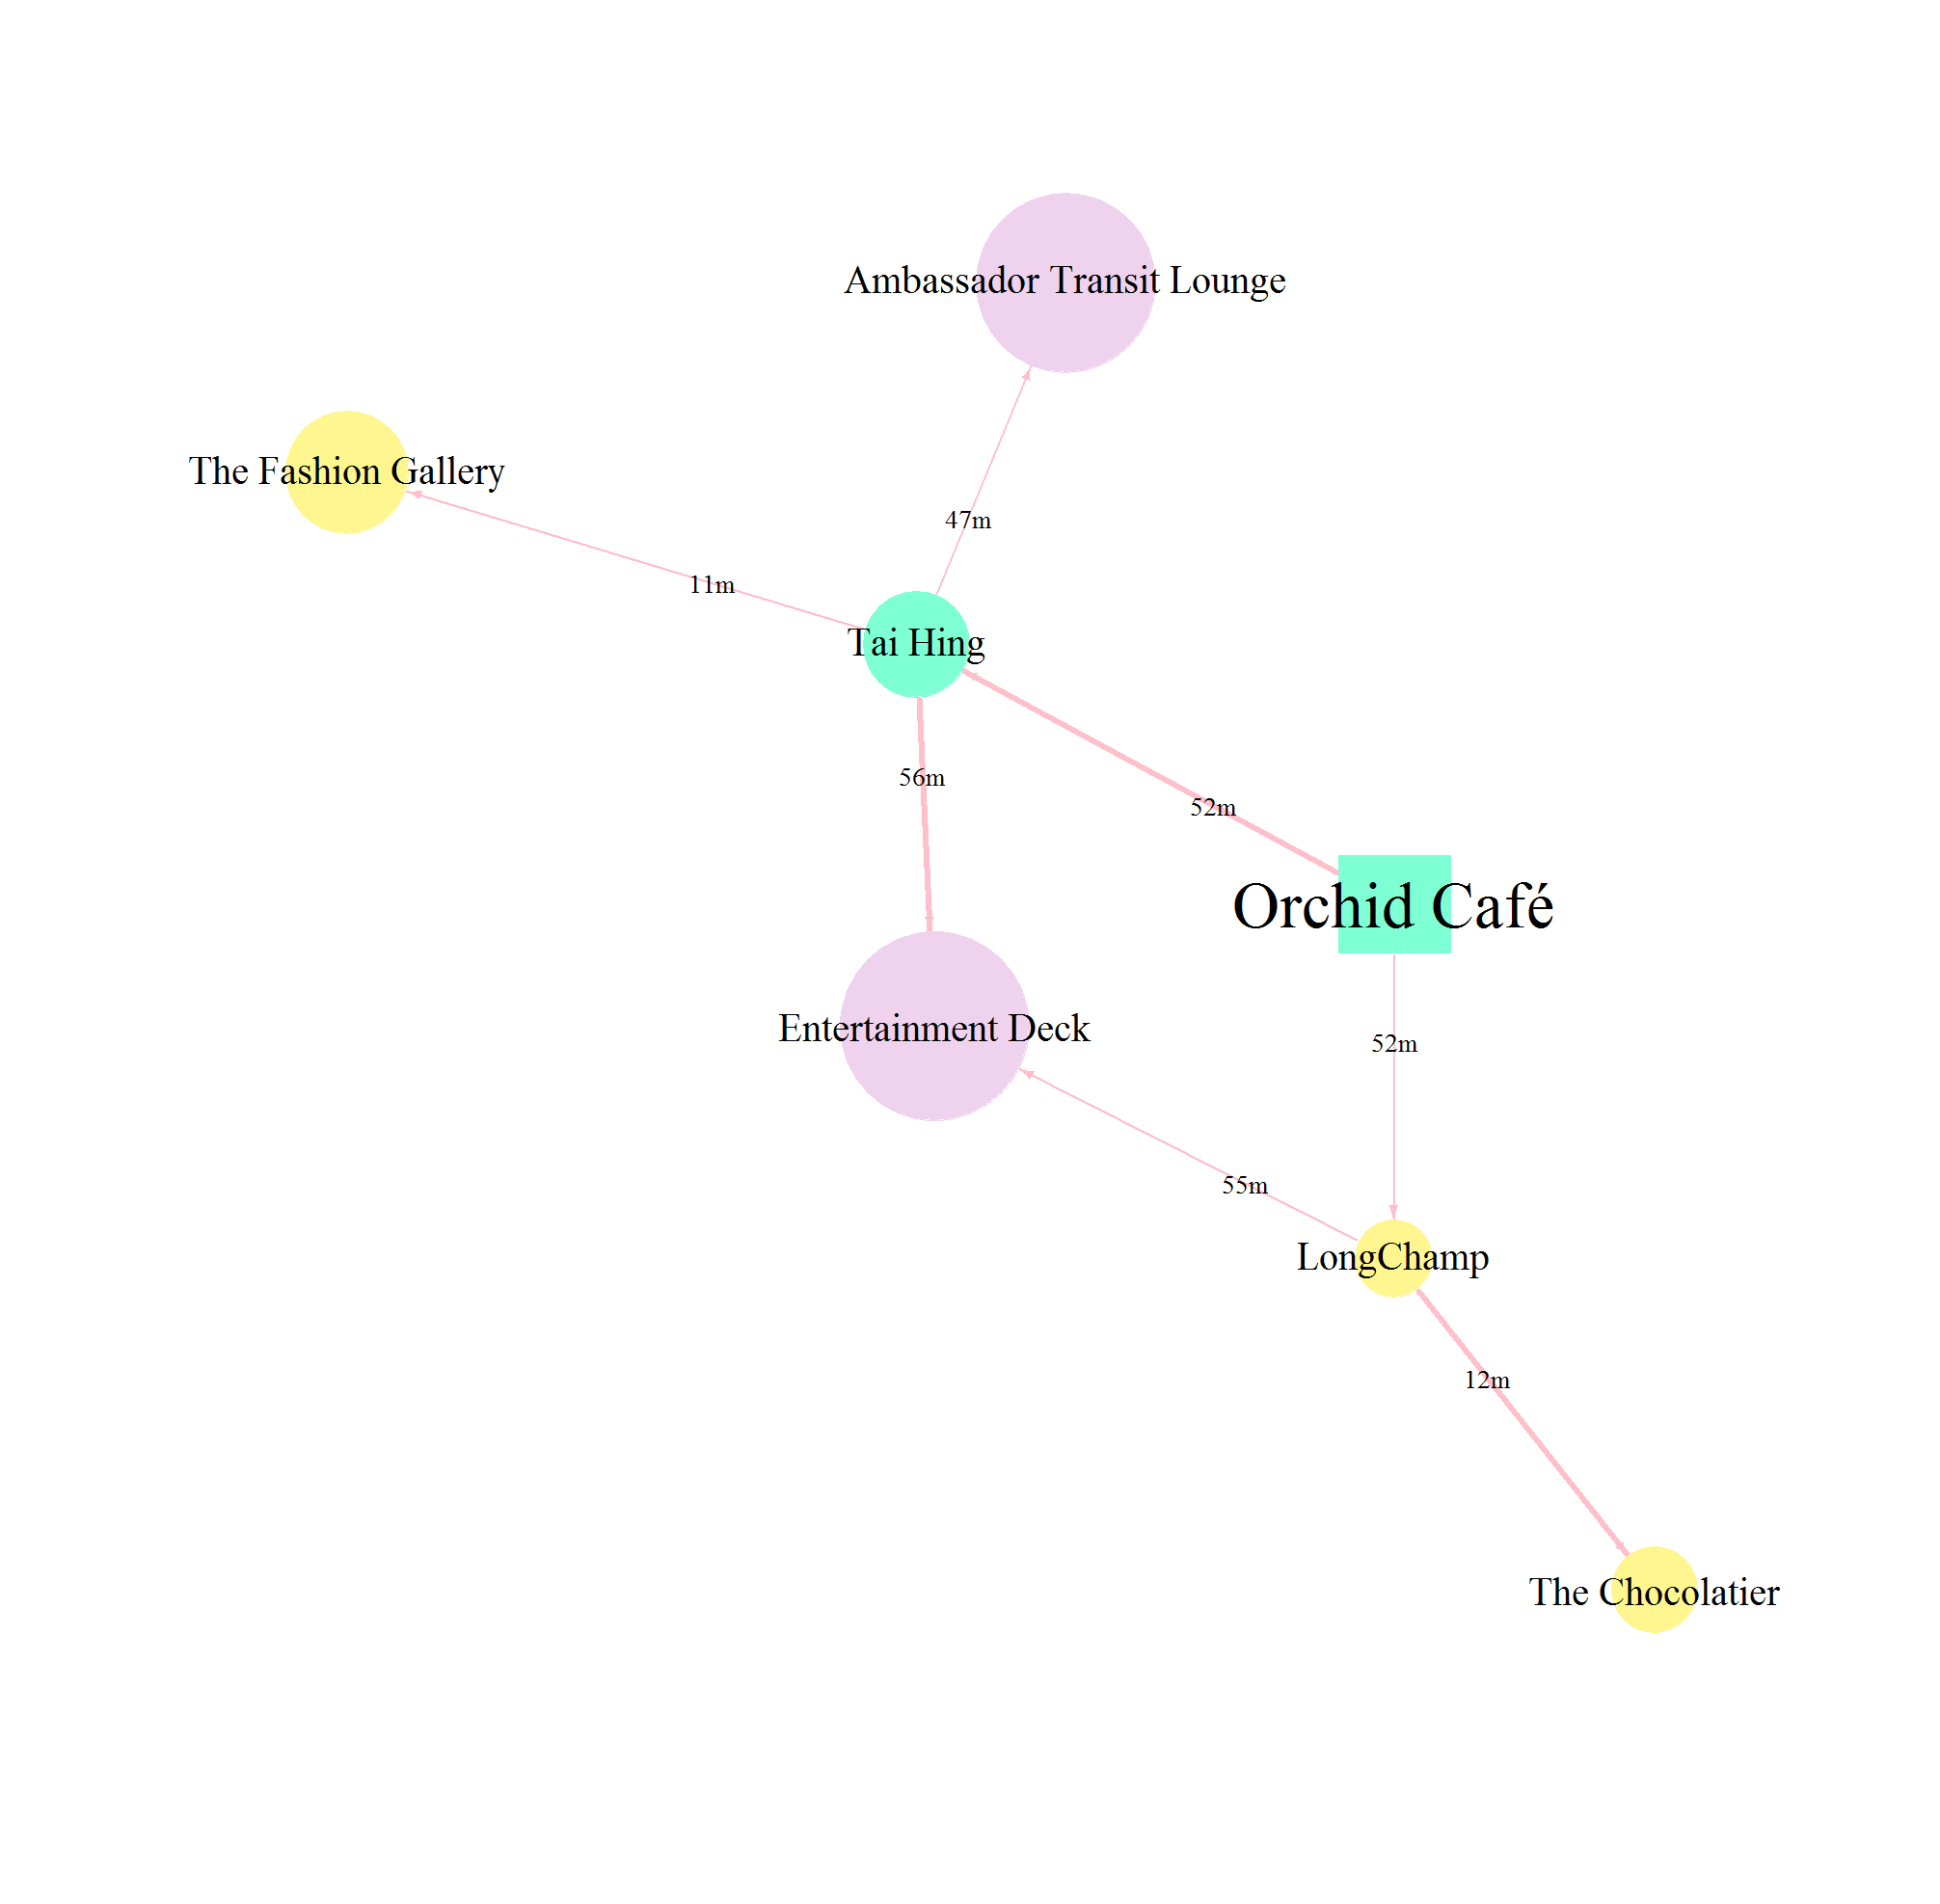 Ambassador Transit Lounge
The Fashion Gallery
47m
11m
Tai Hing
56m
52m
Orchid Café
Entertainment Deck
52m
55m
LongChamp
12m
The Chocolatier